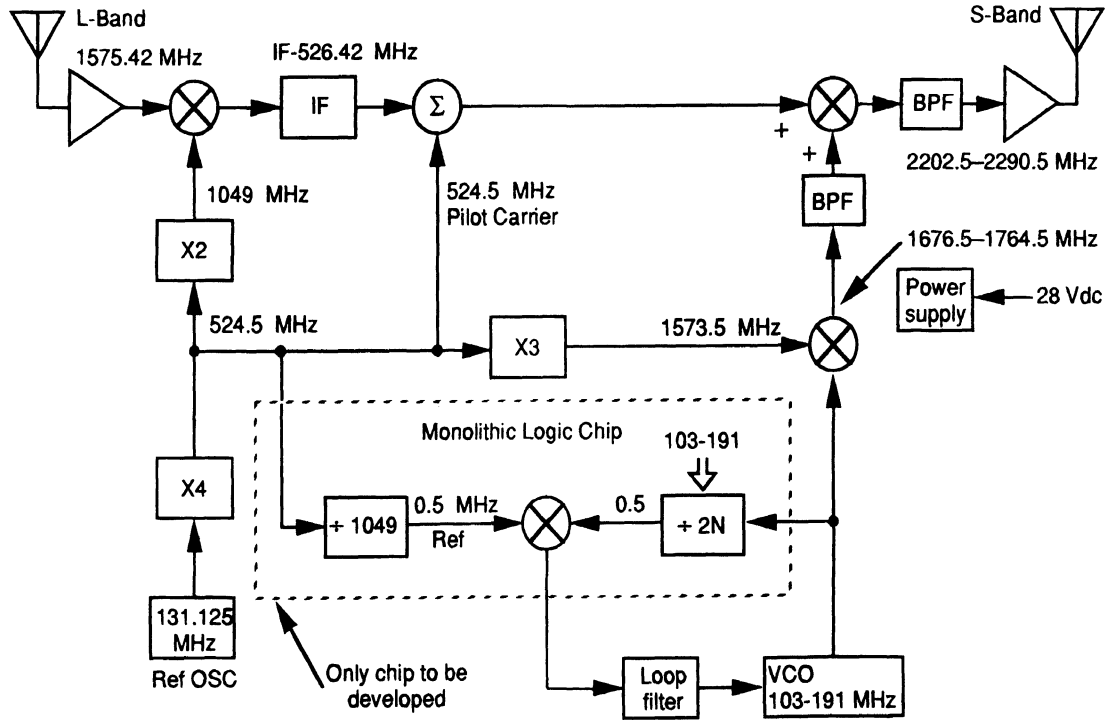 L-Band
S-Band
1575.42 MHz
IF-526.42 MHz
IF
Σ
+
+
BPF
2202.5–2290.5 MHz
1049 MHz
524.5 MHz
Pilot Carrier
BPF
X2
1676.5–1764.5 MHz
Power
supply
28 Vdc
524.5 MHz
X3
1573.5 MHz
Monolithic Logic Chip
103-191
X4
÷ 1049
0.5 MHz
Ref
0.5
÷ 2N
131.125
MHz
Ref OSC
Only chip to be
developed
Loop
filter
VCO
103-191 MHz